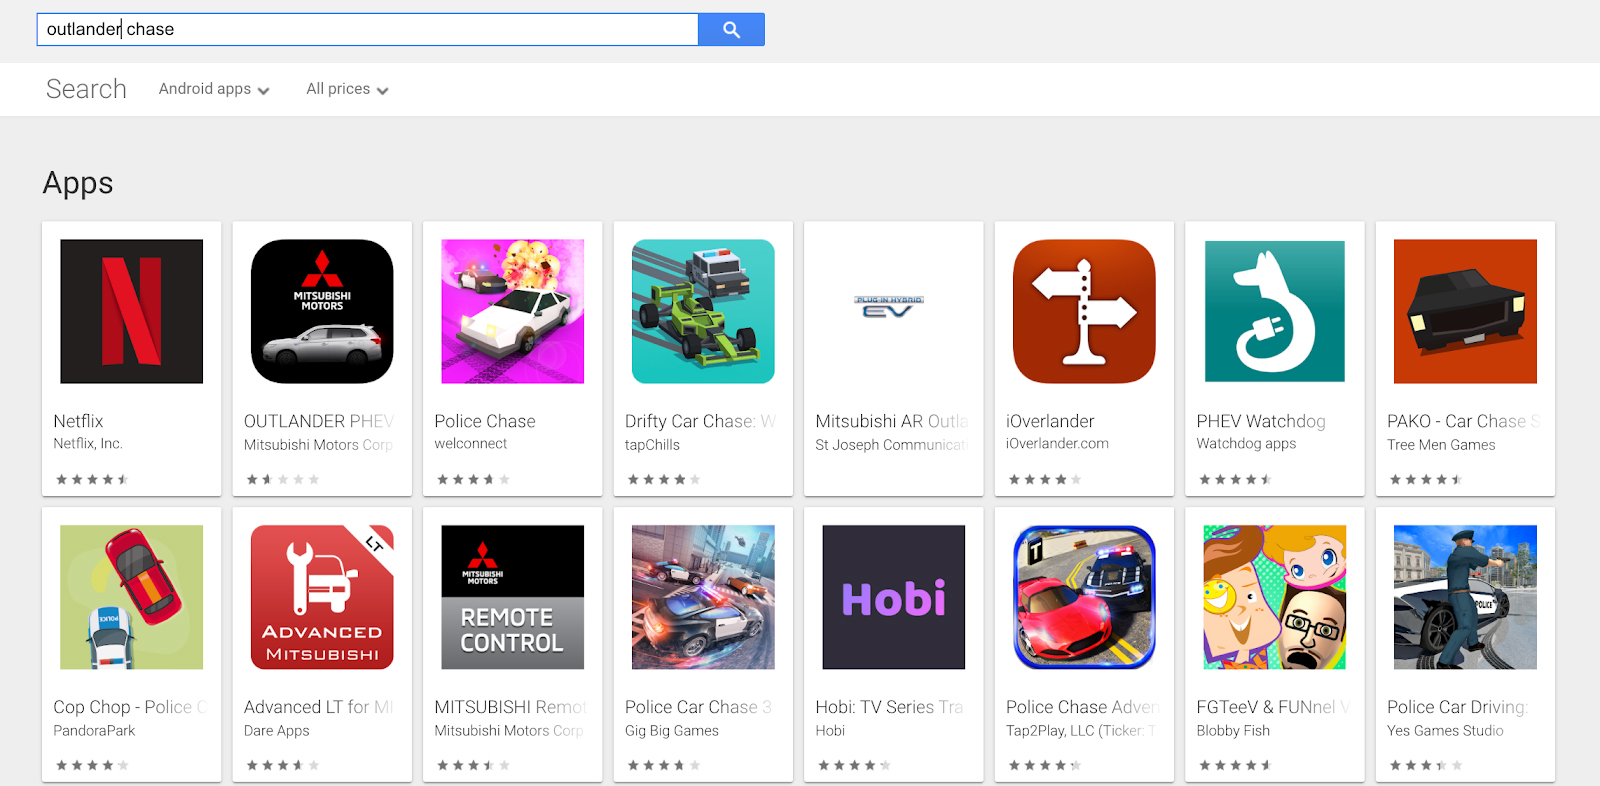 outlander chase
Search
Android apps
All prices
Apps
MITSUBISHI
MOTORS
PLUG-IN HYBRID
EV
Netflix
OUTLANDER PHEV
Police Chase
Drifty Car Chase: W
Mitsubishi AR Outla
iOverlander
PHEV Watchdog
PAKO - Car Chase S
Netflix, Inc.
Mitsubishi Motors Corp
welconnect
tapChills
St Joseph Communicati
iOverlander.com
Watchdog apps
Tree Men Games
POLICE
LT
ADVANCED
MITSUBISHI
MITSUBISHI
MOTORS
REMOTE
CONTROL
Hobi
T
POLICE
Cop Chop - Police C
Advanced LT for MI
MITSUBISHI Remot
Police Car Chase 3
Hobi: TV Series Tra
Police Chase Adven
FGTeeV & FUNnel V
Police Car Driving:
PandoraPark
Dare Apps
Mitsubishi Motors Corp
Gig Big Games
Hobi
Tap2Play, LLC (Ticker: T
Blobby Fish
Yes Games Studio